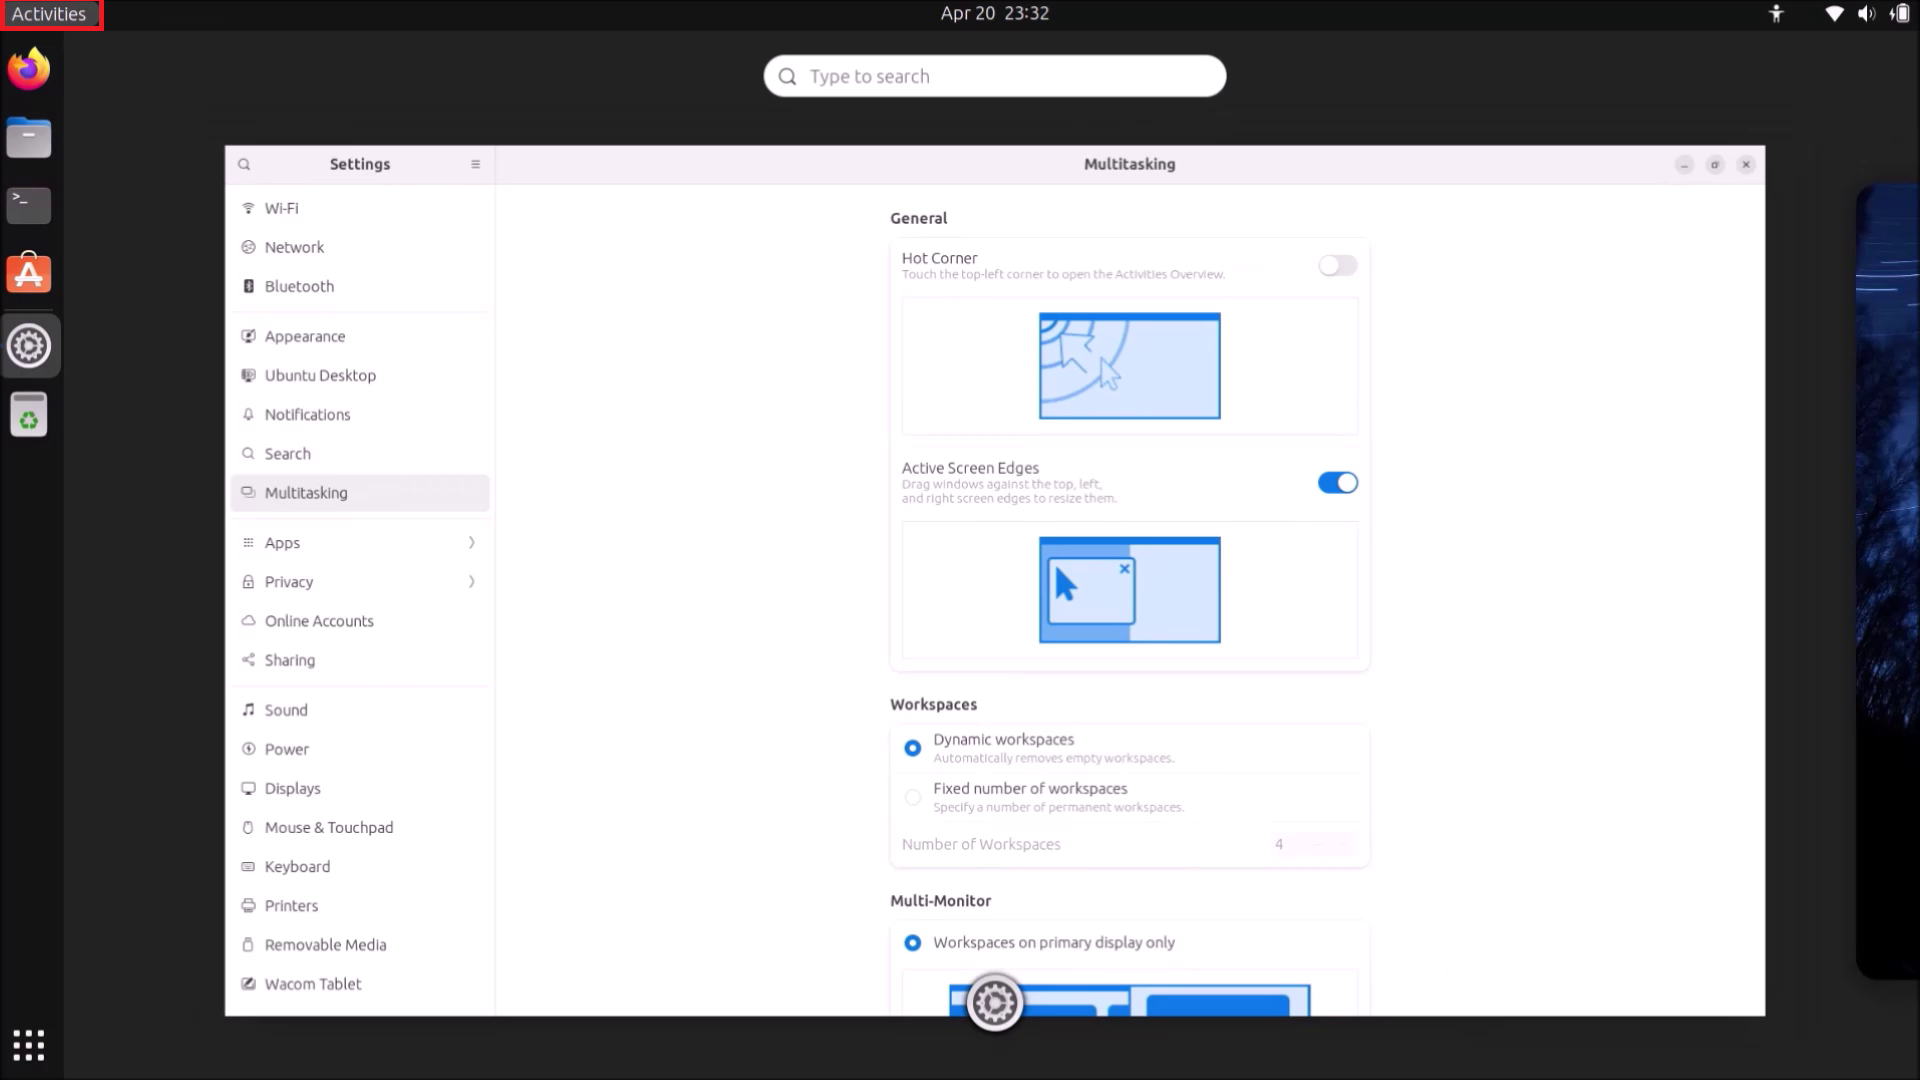 Activities
Apr 20 23:32
Type to search
Settings
Multitasking
Wi-Fi
Network
Bluetooth
Appearance
Ubuntu Desktop
Notifications
Search
Multitasking
Apps
Privacy
Online Accounts
Sharing
Sound
Power
Displays
Mouse & Touchpad
Keyboard
Printers
Removable Media
Wacom Tablet
General
Hot Corner
Touch the top-left corner to open the Activities Overview.
Active Screen Edges
Drag windows against the top, left,
and right screen edges to resize them.
Workspaces
Dynamic workspaces
Automatically removes empty workspaces.
Fixed number of workspaces
Specify a number of permanent workspaces.
Number of Workspaces 4
Multi-Monitor
Workspaces on primary display only